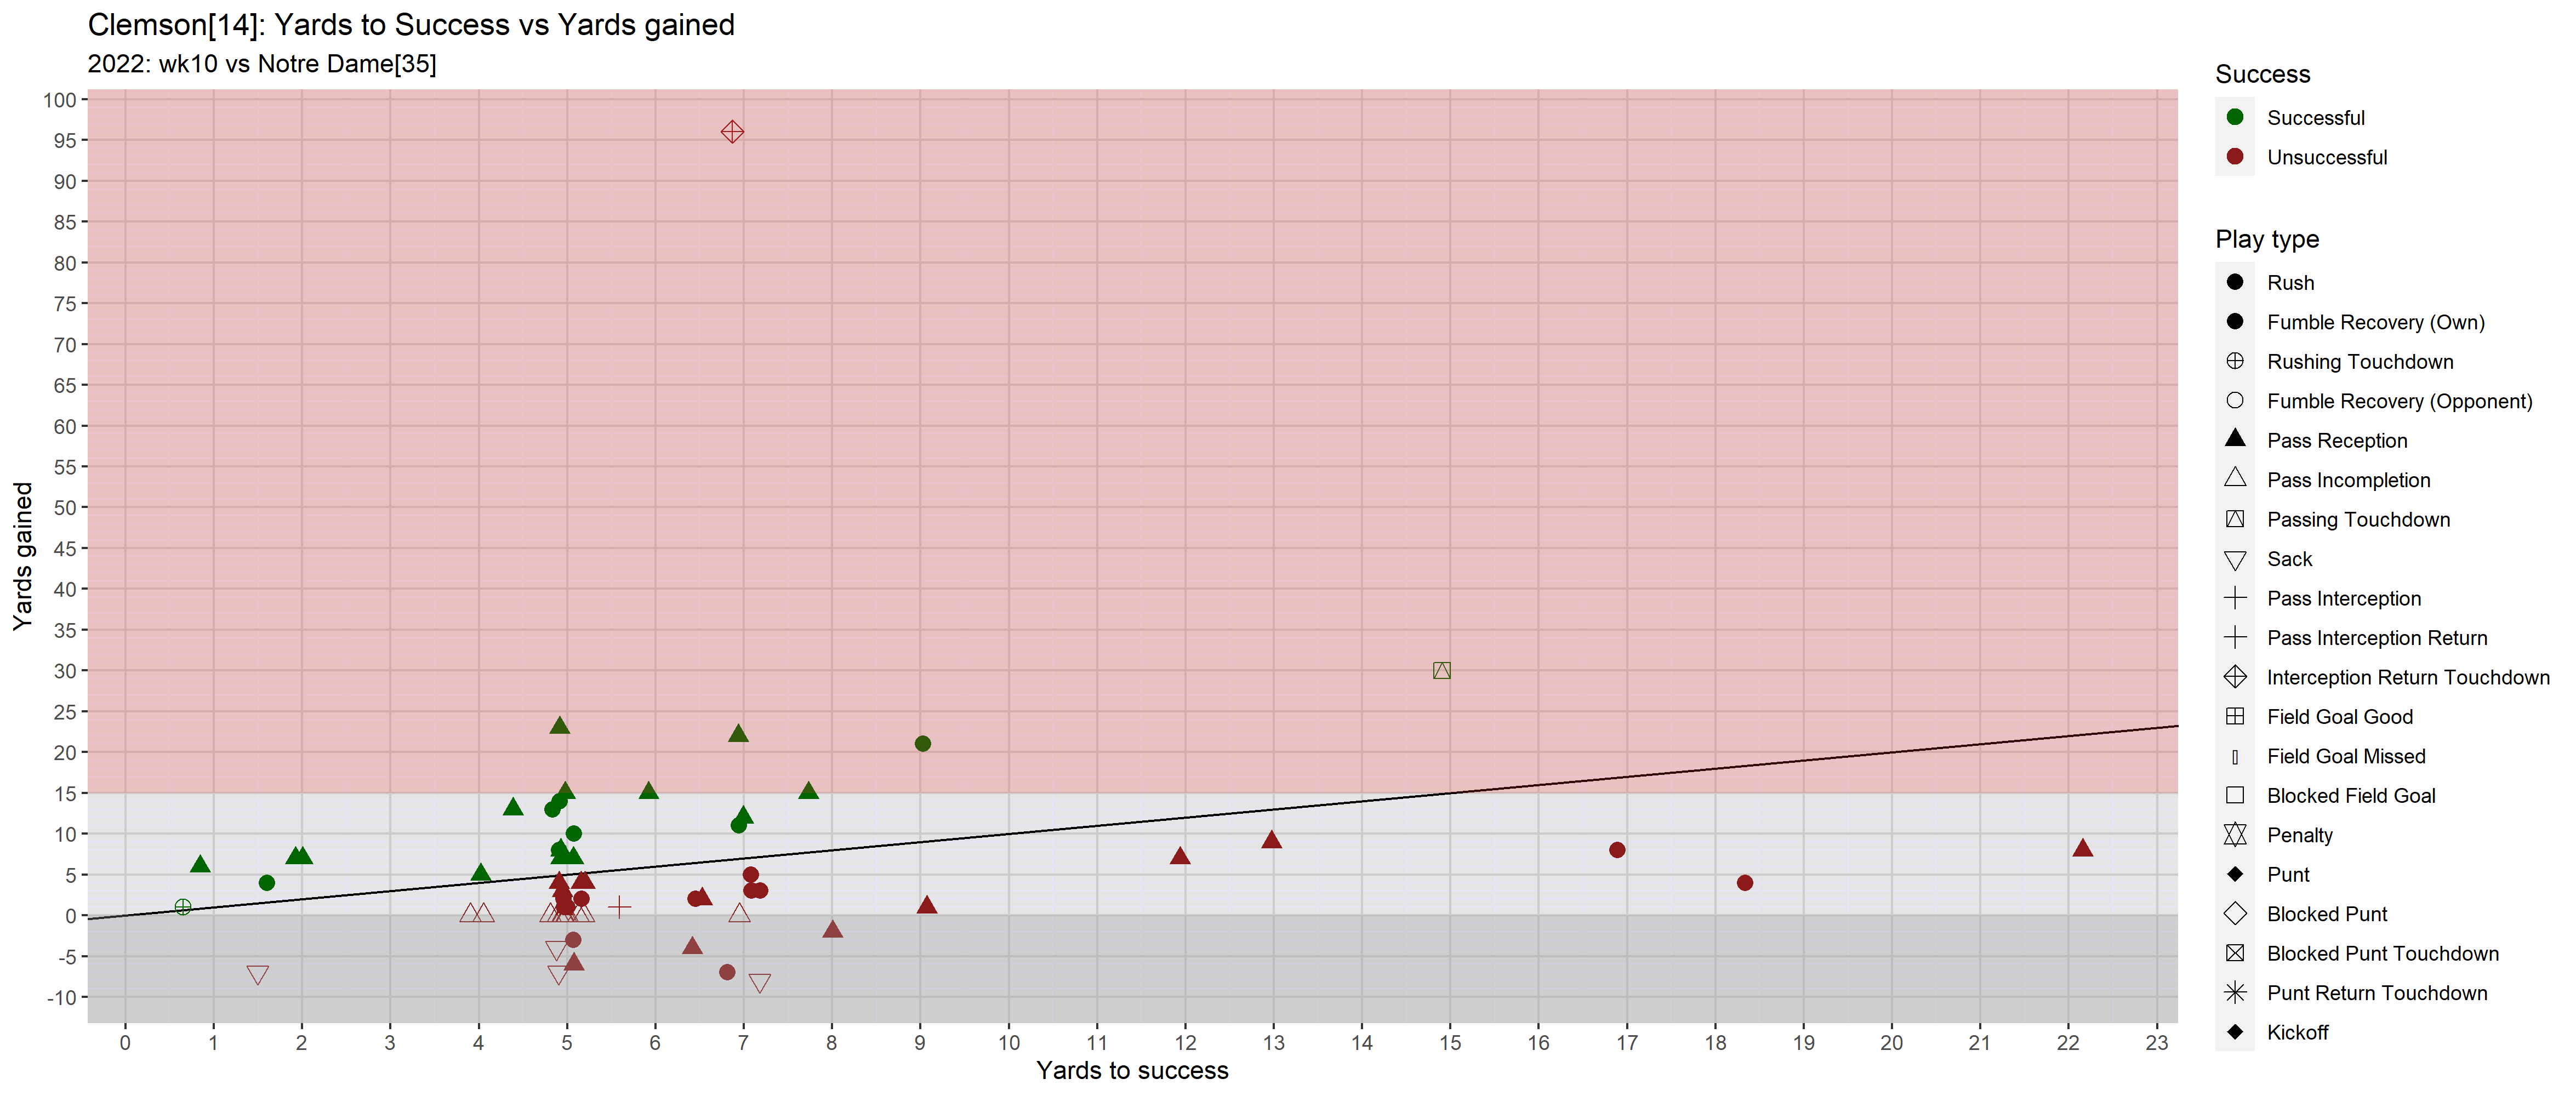 Clemson[14]: Yards to Success vs Yards gained
2022: wk10 vs Notre Dame[35]
100
95
90
85
80
75
70
65
60
55
50
45
40
35
30
25
20
15
10
5
0
-5
-10
Yards gained
0 1 2 3 4 5 6 7 8 9 10 11 12 13 14 15 16 17 18 19 20 21 22 23
Yards to success
Success
Successful
Unsuccessful
Play type
Rush
Fumble Recovery (Own)
Rushing Touchdown
Fumble Recovery (Opponent)
Pass Reception
Pass Incompletion
Passing Touchdown
Sack
Pass Interception
Pass Interception Return
Interception Return Touchdown
Field Goal Good
Field Goal Missed
Blocked Field Goal
Penalty
Punt
Blocked Punt
Blocked Punt Touchdown
Punt Return Touchdown
Kickoff